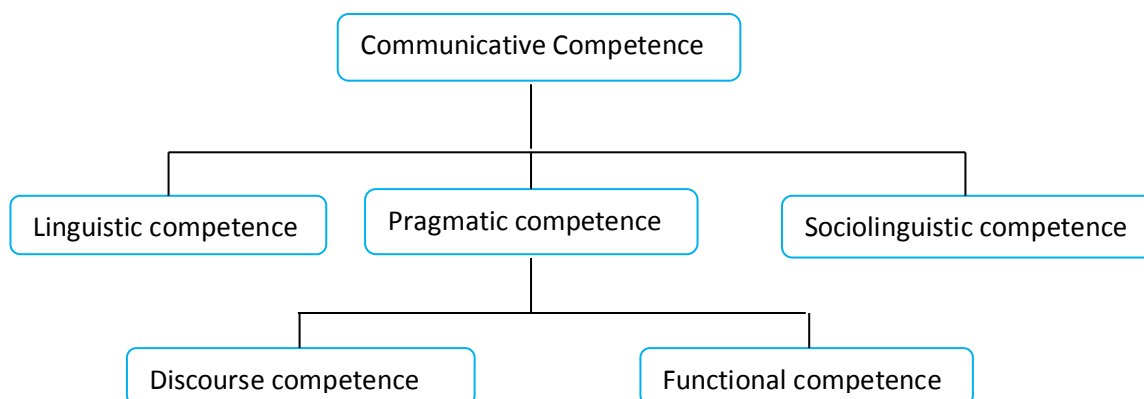 Communicative Competence
Linguistic competence
Pragmatic competence
Sociolinguistic competence
Discourse competence
Functional competence